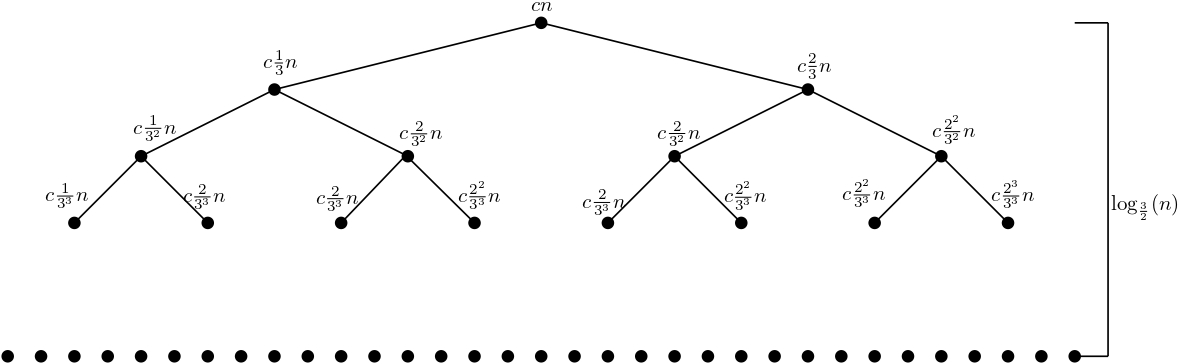 cn
c\frac{1}{3}n
c\frac{2}{3}n
c\frac{1}{3^2}n
c\frac{2}{3^2}n
c\frac{2}{3^2}n
c\frac{2^2}{3^2}n
c\frac{1}{3^3}n
c\frac{2}{3^3}n
c\frac{2}{3^3}n
c\frac{2^2}{3^3}n
c\frac{2}{3^3}n
c\frac{2^2}{3^3}n
c\frac{2^2}{3^3}n
c\frac{2^3}{3^3}n
\log_{\frac{3}{2}}(n)